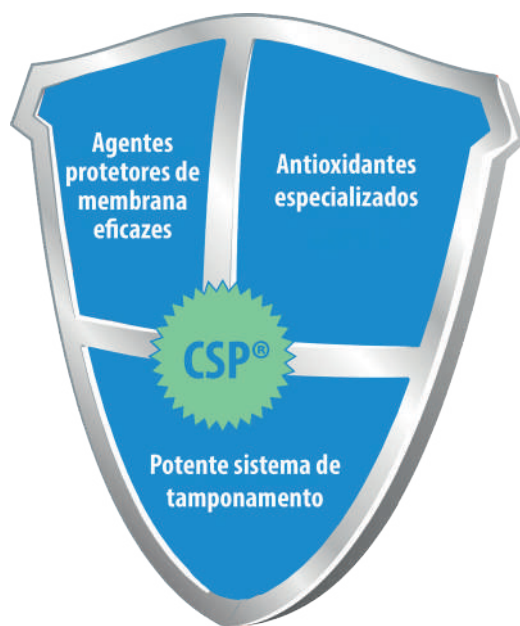 Agentes
protetores de
membrana
eficazes
Antioxidantes
especializados
CSP®
Potente sistema de
tamponamento